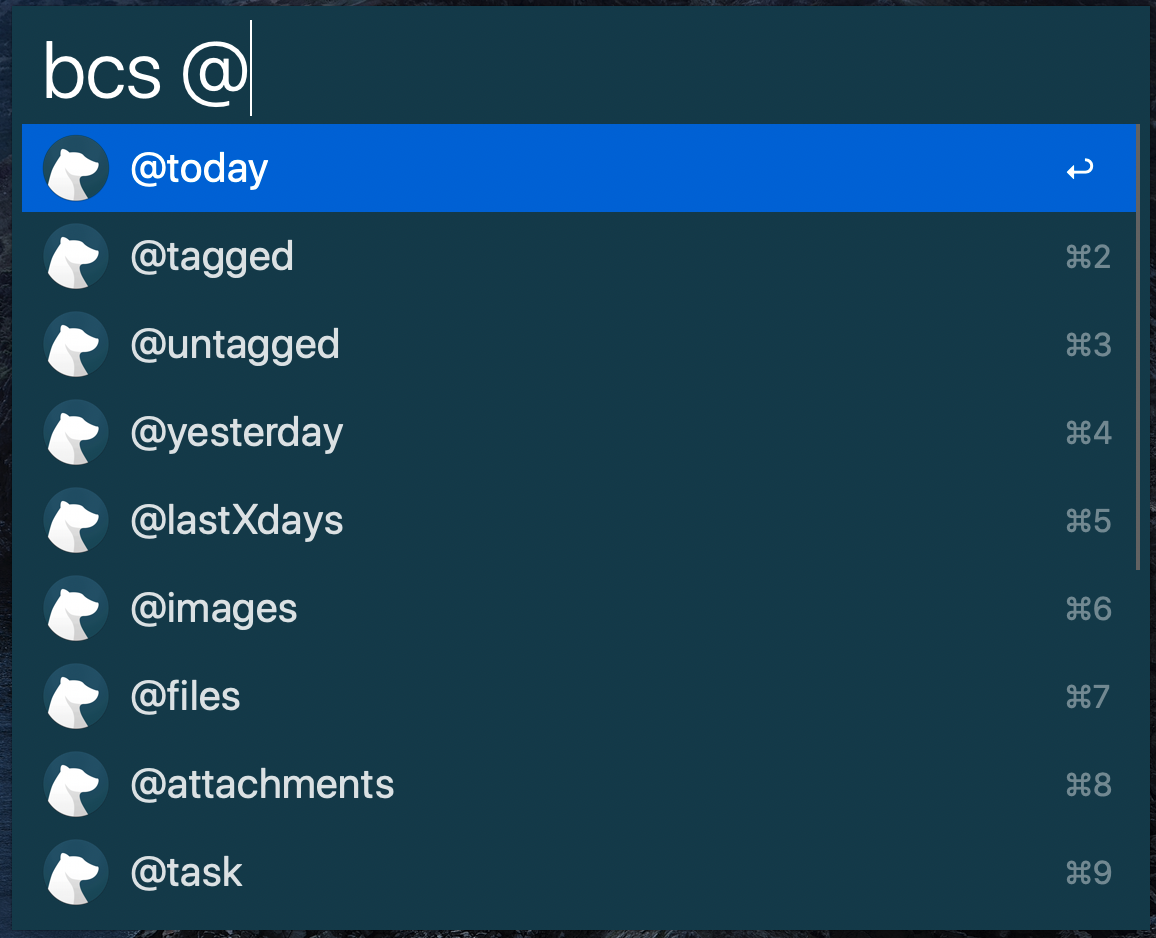 bcs @
@today ↩
@tagged ⌘2
@untagged ⌘3
@yesterday ⌘4
@lastXdays ⌘5
@images ⌘6
@files ⌘7
@attachments ⌘8
@task ⌘9